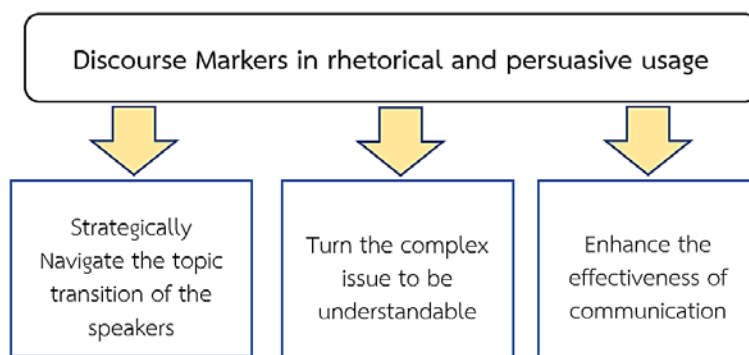 Discourse Markers in rhetorical and persuasive usage
Strategically
Navigate the topic
transition of the
speakers
Turn the complex
issue to be
understandable
Enhance the
effectiveness of
communication